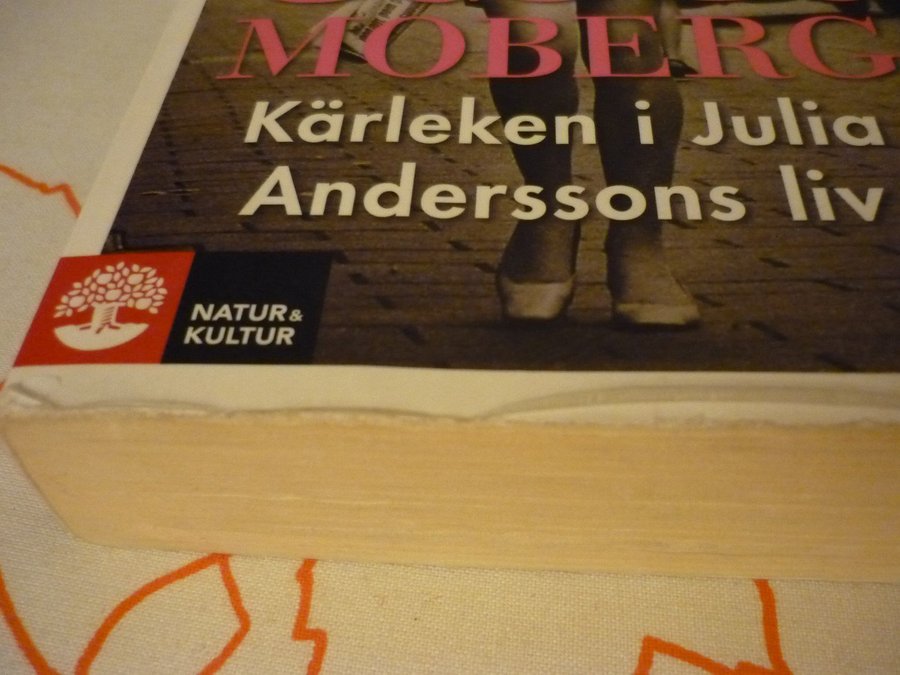 MOBERG
Kärleken i Julia
Anderssons liv
NATUR&
KULTUR